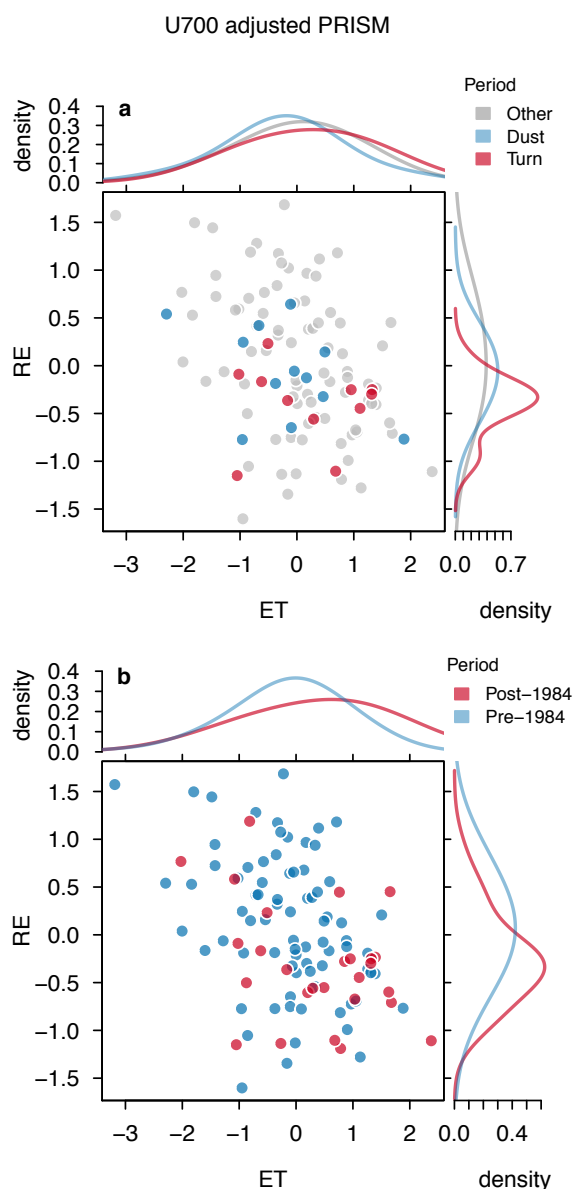 U700 adjusted PRISM
a
Period
Other
Dust
Turn
density
0.4
0.3
0.2
0.1
0.0
RE
1.5
1.0
0.5
0.0
−0.5
−1.0
−1.5
−3 −2 −1 0 1 2
ET
0.0 0.7
density
b
Period
Post−1984
Pre−1984
density
0.4
0.3
0.2
0.1
0.0
RE
1.5
1.0
0.5
0.0
−0.5
−1.0
−1.5
−3 −2 −1 0 1 2
ET
0.0 0.4
density